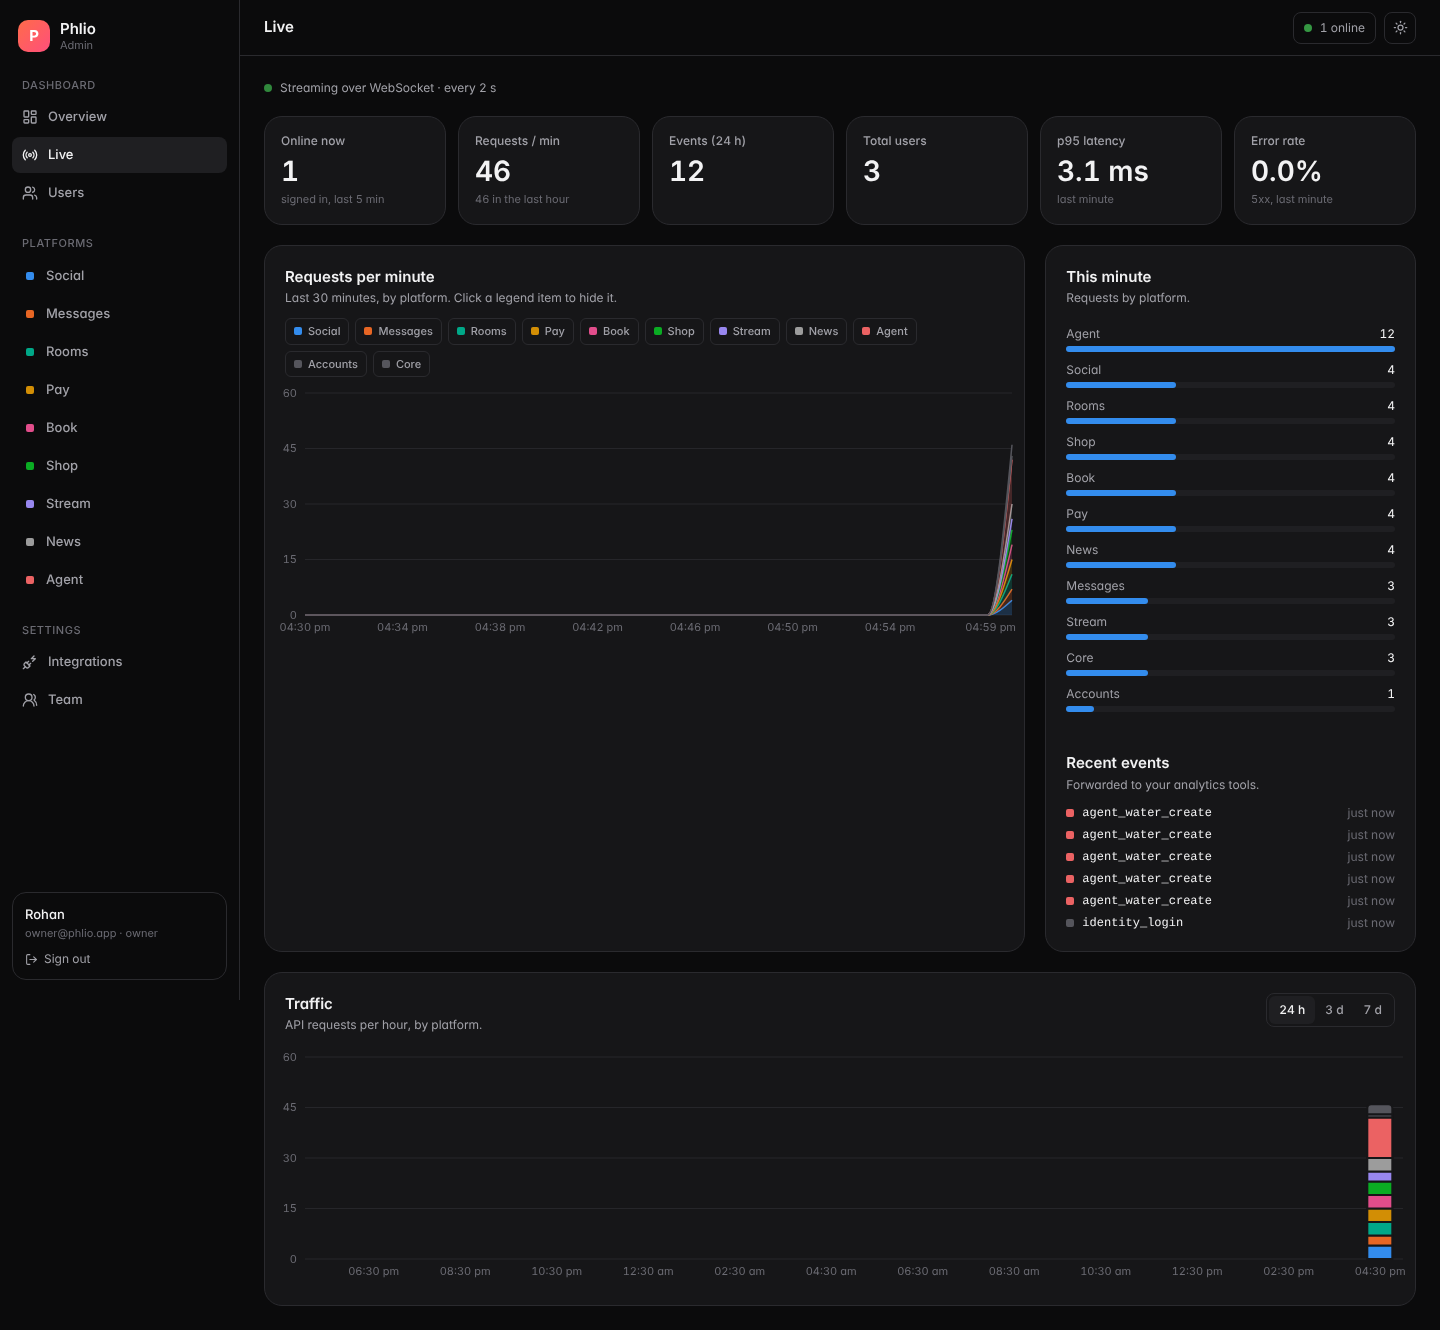 P
Phlio
Admin
DASHBOARD
Overview
Live
Users
PLATFORMS
Social
Messages
Rooms
Pay
Book
Shop
Stream
News
Agent
SETTINGS
Integrations
Team
Rohan
owner@phlio.app · owner
Sign out
Live
1 online
Streaming over WebSocket · every 2 s
Online now
1
signed in, last 5 min
Requests / min
46
46 in the last hour
Events (24 h)
12
Total users
3
p95 latency
3.1 ms
last minute
Error rate
0.0%
5xx, last minute
Requests per minute
Last 30 minutes, by platform. Click a legend item to hide it.
Social Messages Rooms Pay Book Shop Stream News Agent
Accounts Core
60
45
30
15
0
04:30 pm 04:34 pm 04:38 pm 04:42 pm 04:46 pm 04:50 pm 04:54 pm 04:59 pm
This minute
Requests by platform.
Agent 12
Social 4
Rooms 4
Shop 4
Book 4
Pay 4
News 4
Messages 3
Stream 3
Core 3
Accounts 1
Recent events
Forwarded to your analytics tools.
agent_water_create just now
agent_water_create just now
agent_water_create just now
agent_water_create just now
agent_water_create just now
identity_login just now
Traffic
API requests per hour, by platform.
24 h 3 d 7 d
60
45
30
15
0
06:30 pm 08:30 pm 10:30 pm 12:30 am 02:30 am 04:30 am 06:30 am 08:30 am 10:30 am 12:30 pm 02:30 pm 04:30 pm